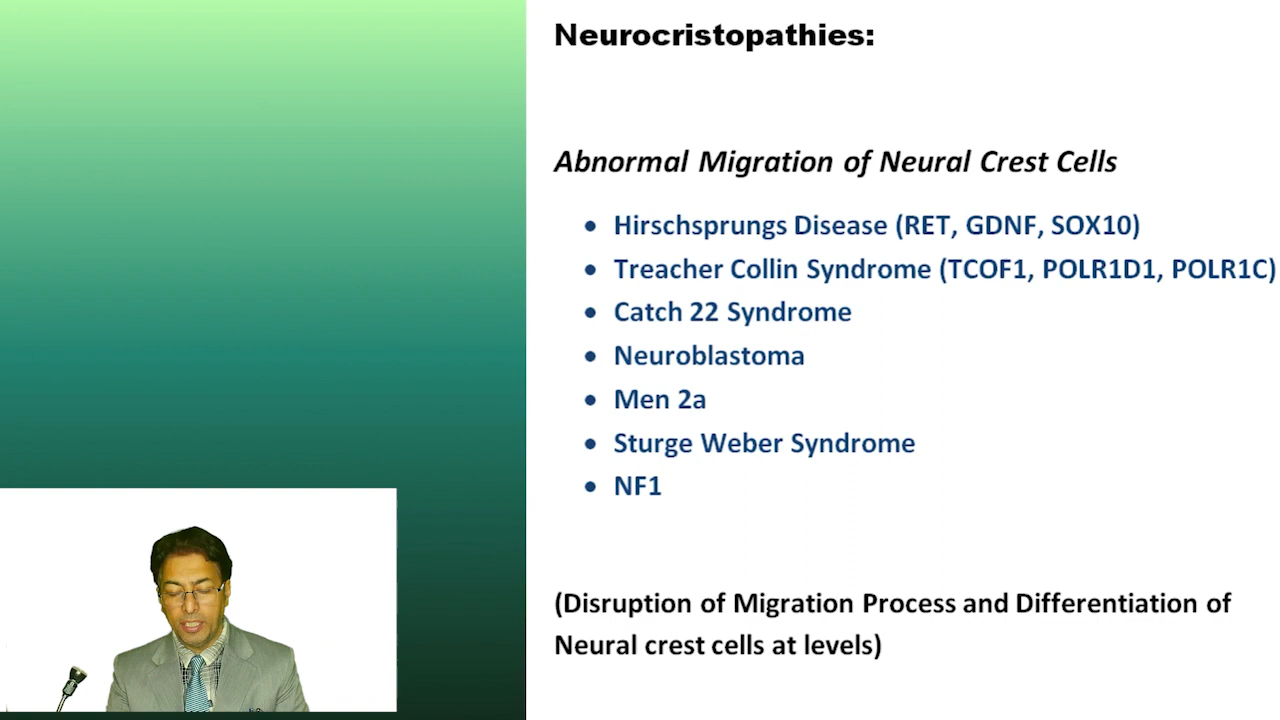 Neurocristopathies:
Abnormal Migration of Neural Crest Cells
• Hirschsprungs Disease (RET, GDNF, SOX10)
• Treacher Collin Syndrome (TCOF1, POLR1D1, POLR1C)
• Catch 22 Syndrome
• Neuroblastoma
• Men 2a
• Sturge Weber Syndrome
• NF1
(Disruption of Migration Process and Differentiation of
Neural crest cells at levels)